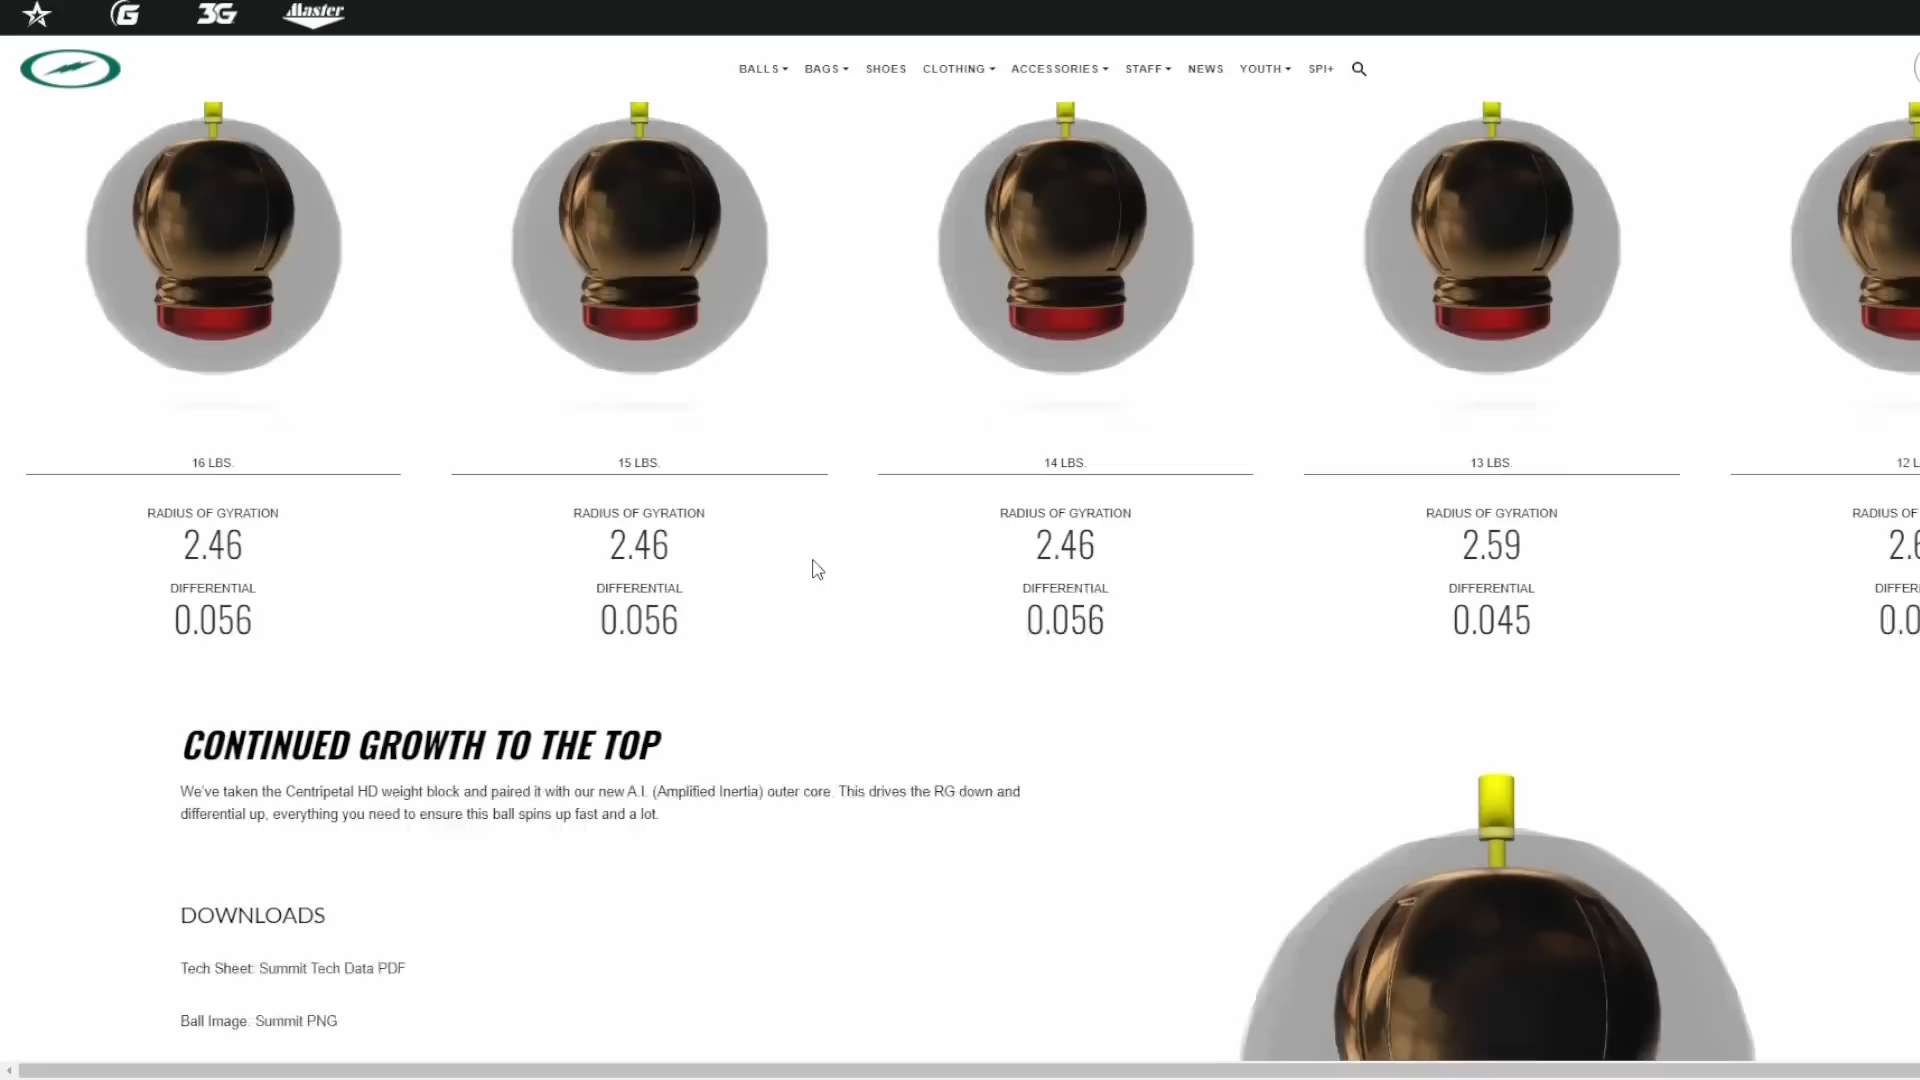 G 3G Master
BALLS BAGS SHOES CLOTHING ACCESSORIES STAFF NEWS YOUTH SPI+
16 LBS. 15 LBS. 14 LBS. 13 LBS. 12 L
RADIUS OF GYRATION RADIUS OF GYRATION RADIUS OF GYRATION RADIUS OF GYRATION RADIUS OF
2.46 2.46 2.46 2.59 2.6
DIFFERENTIAL DIFFERENTIAL DIFFERENTIAL DIFFERENTIAL DIFFER
0.056 0.056 0.056 0.045 0.0
CONTINUED GROWTH TO THE TOP
We've taken the Centripetal HD weight block and paired it with our new A.I. (Amplified Inertia) outer core. This drives the RG down and
differential up, everything you need to ensure this ball spins up fast and a lot.
DOWNLOADS
Tech Sheet: Summit Tech Data PDF
Ball Image: Summit PNG